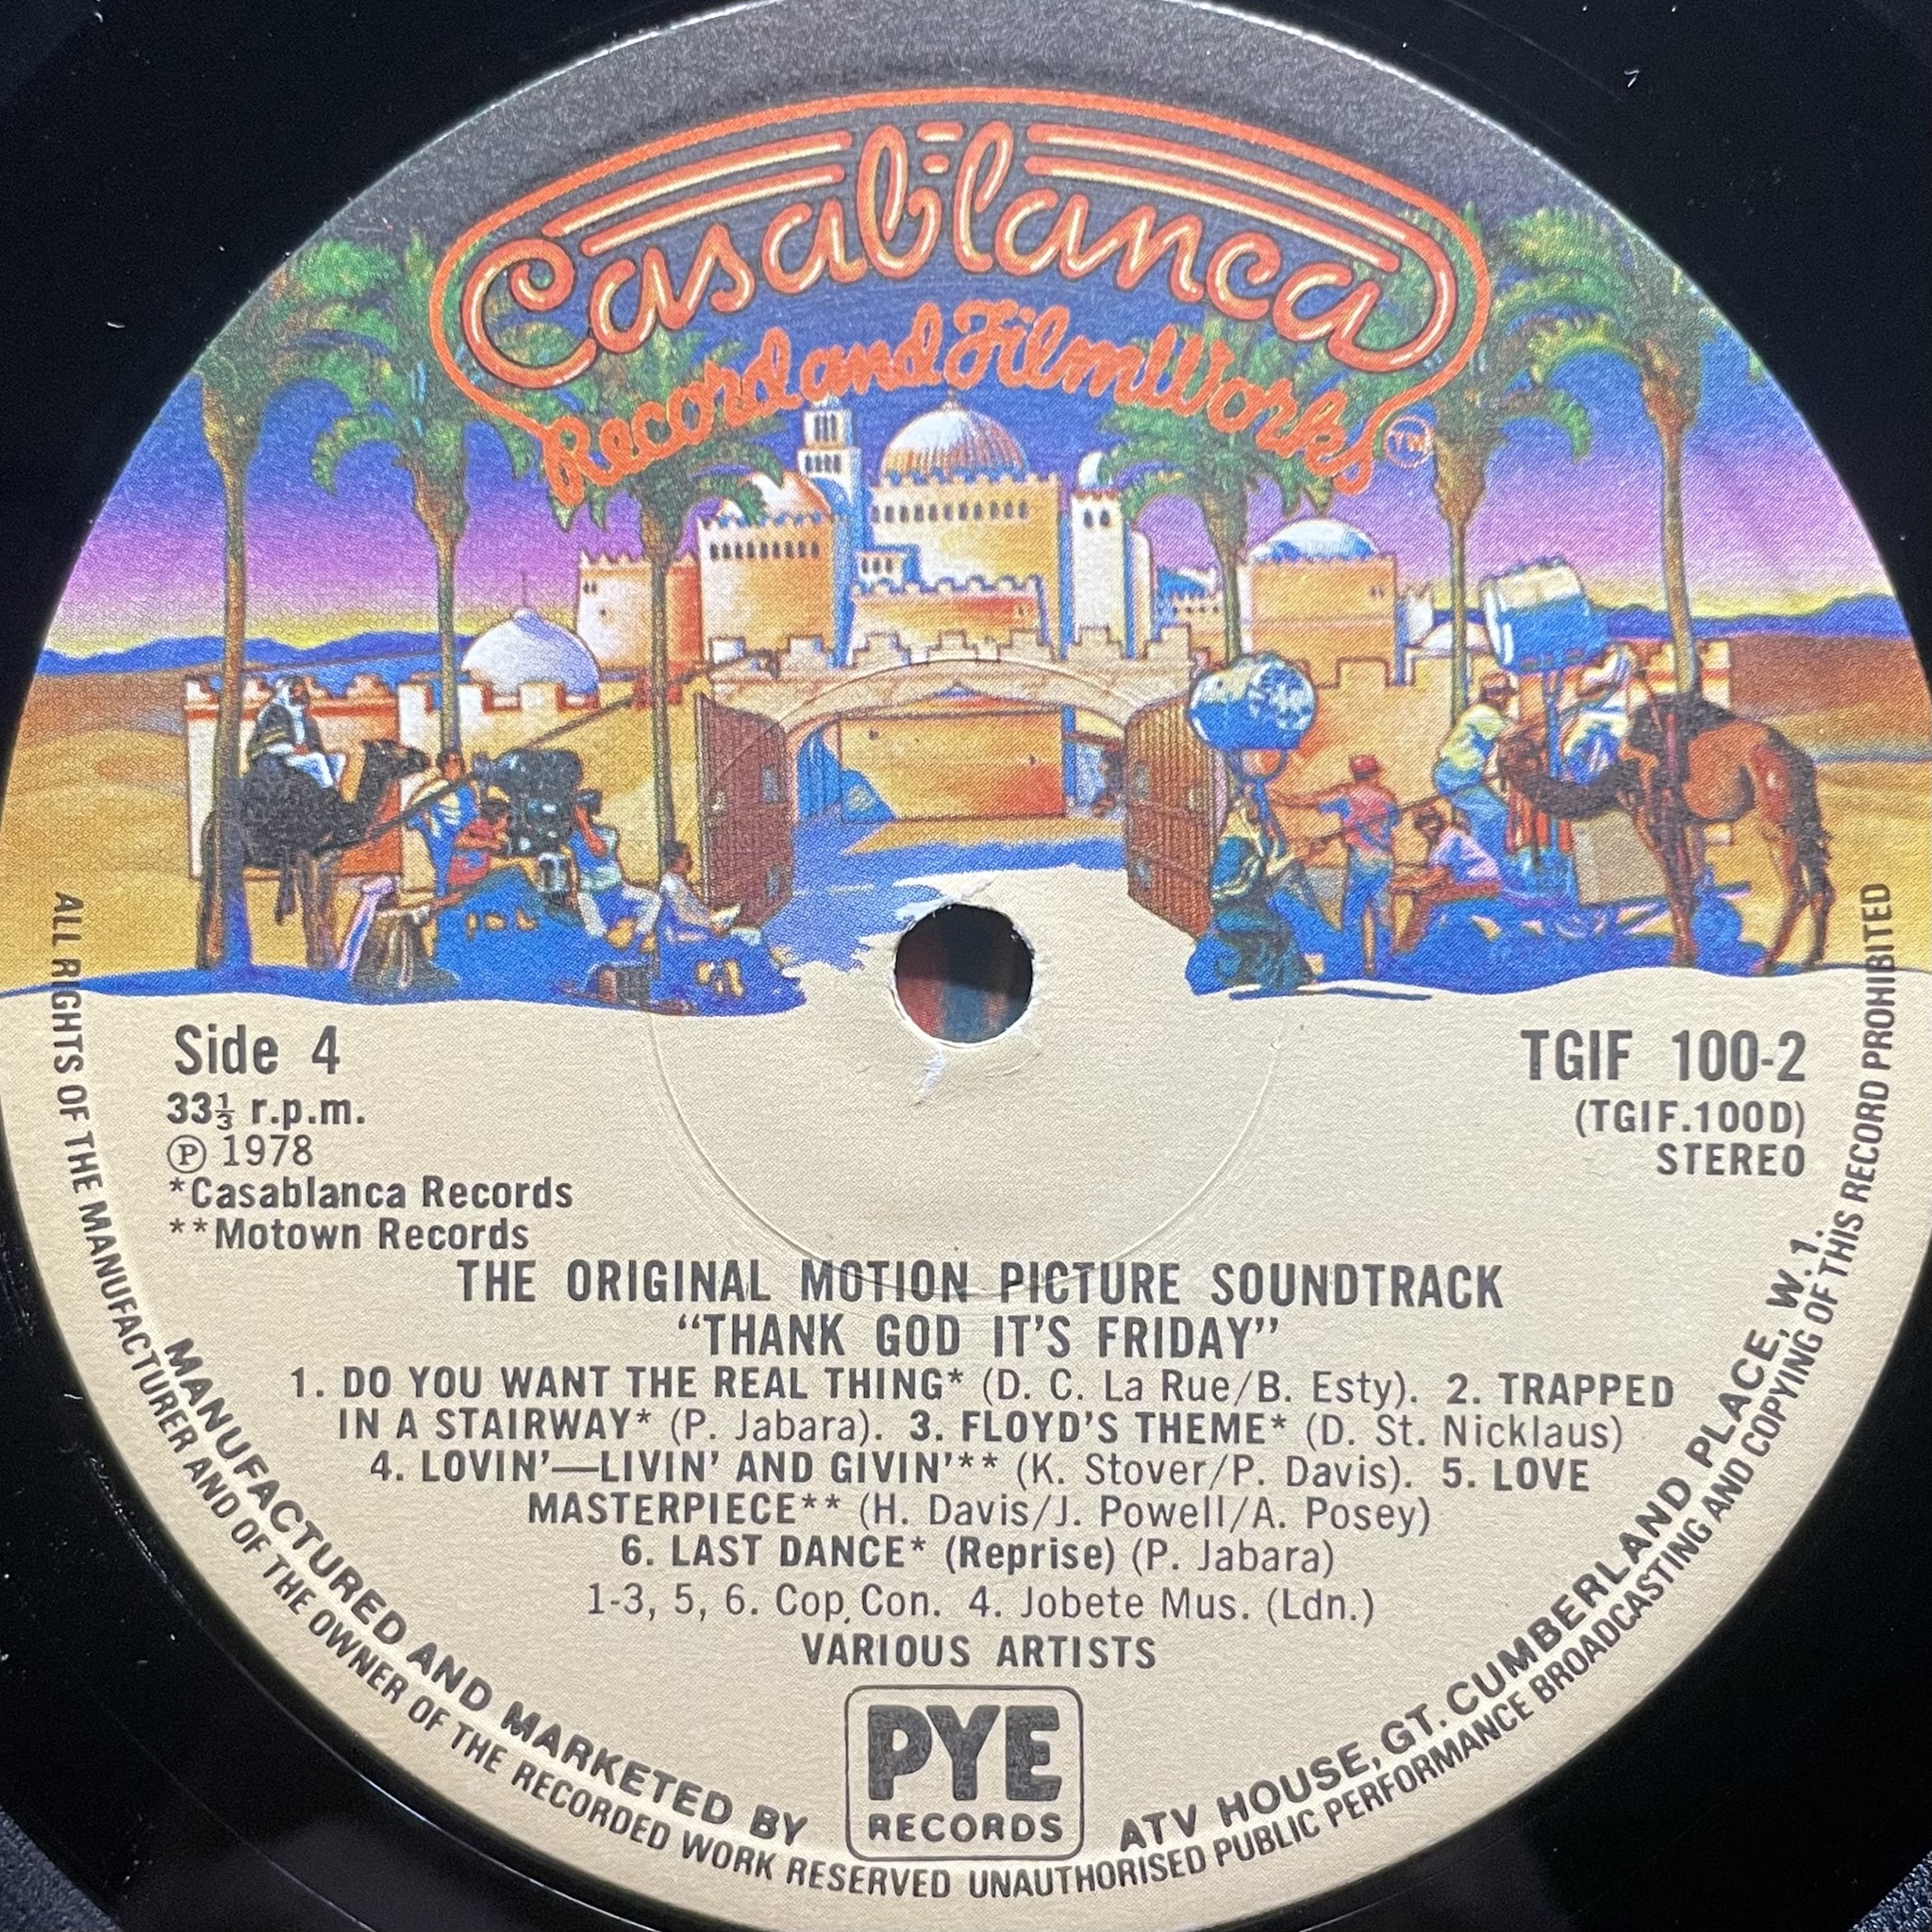 Casablanca
Record and FilmWorks
TM
Side 4
33⅓ r.p.m.
℗ 1978
*Casablanca Records
**Motown Records
TGIF 100-2
(TGIF.100D)
STEREO
THE ORIGINAL MOTION PICTURE SOUNDTRACK
“THANK GOD IT'S FRIDAY”
1. DO YOU WANT THE REAL THING* (D. C. La Rue/B. Esty). 2. TRAPPED
IN A STAIRWAY* (P. Jabara). 3. FLOYD'S THEME* (D. St. Nicklaus)
4. LOVIN'—LIVIN' AND GIVIN'** (K. Stover/P. Davis). 5. LOVE
MASTERPIECE** (H. Davis/J. Powell/A. Posey)
6. LAST DANCE* (Reprise) (P. Jabara)
1-3, 5, 6. Cop. Con. 4. Jobete Mus. (Ldn.)
VARIOUS ARTISTS
PYE
RECORDS
MANUFACTURED AND MARKETED BY
ATV HOUSE, GT. CUMBERLAND PLACE, W.1.
ALL RIGHTS OF THE MANUFACTURER AND OF THE OWNER OF THE RECORDED WORK RESERVED UNAUTHORISED PUBLIC PERFORMANCE BROADCASTING AND COPYING OF THIS RECORD PROHIBITED